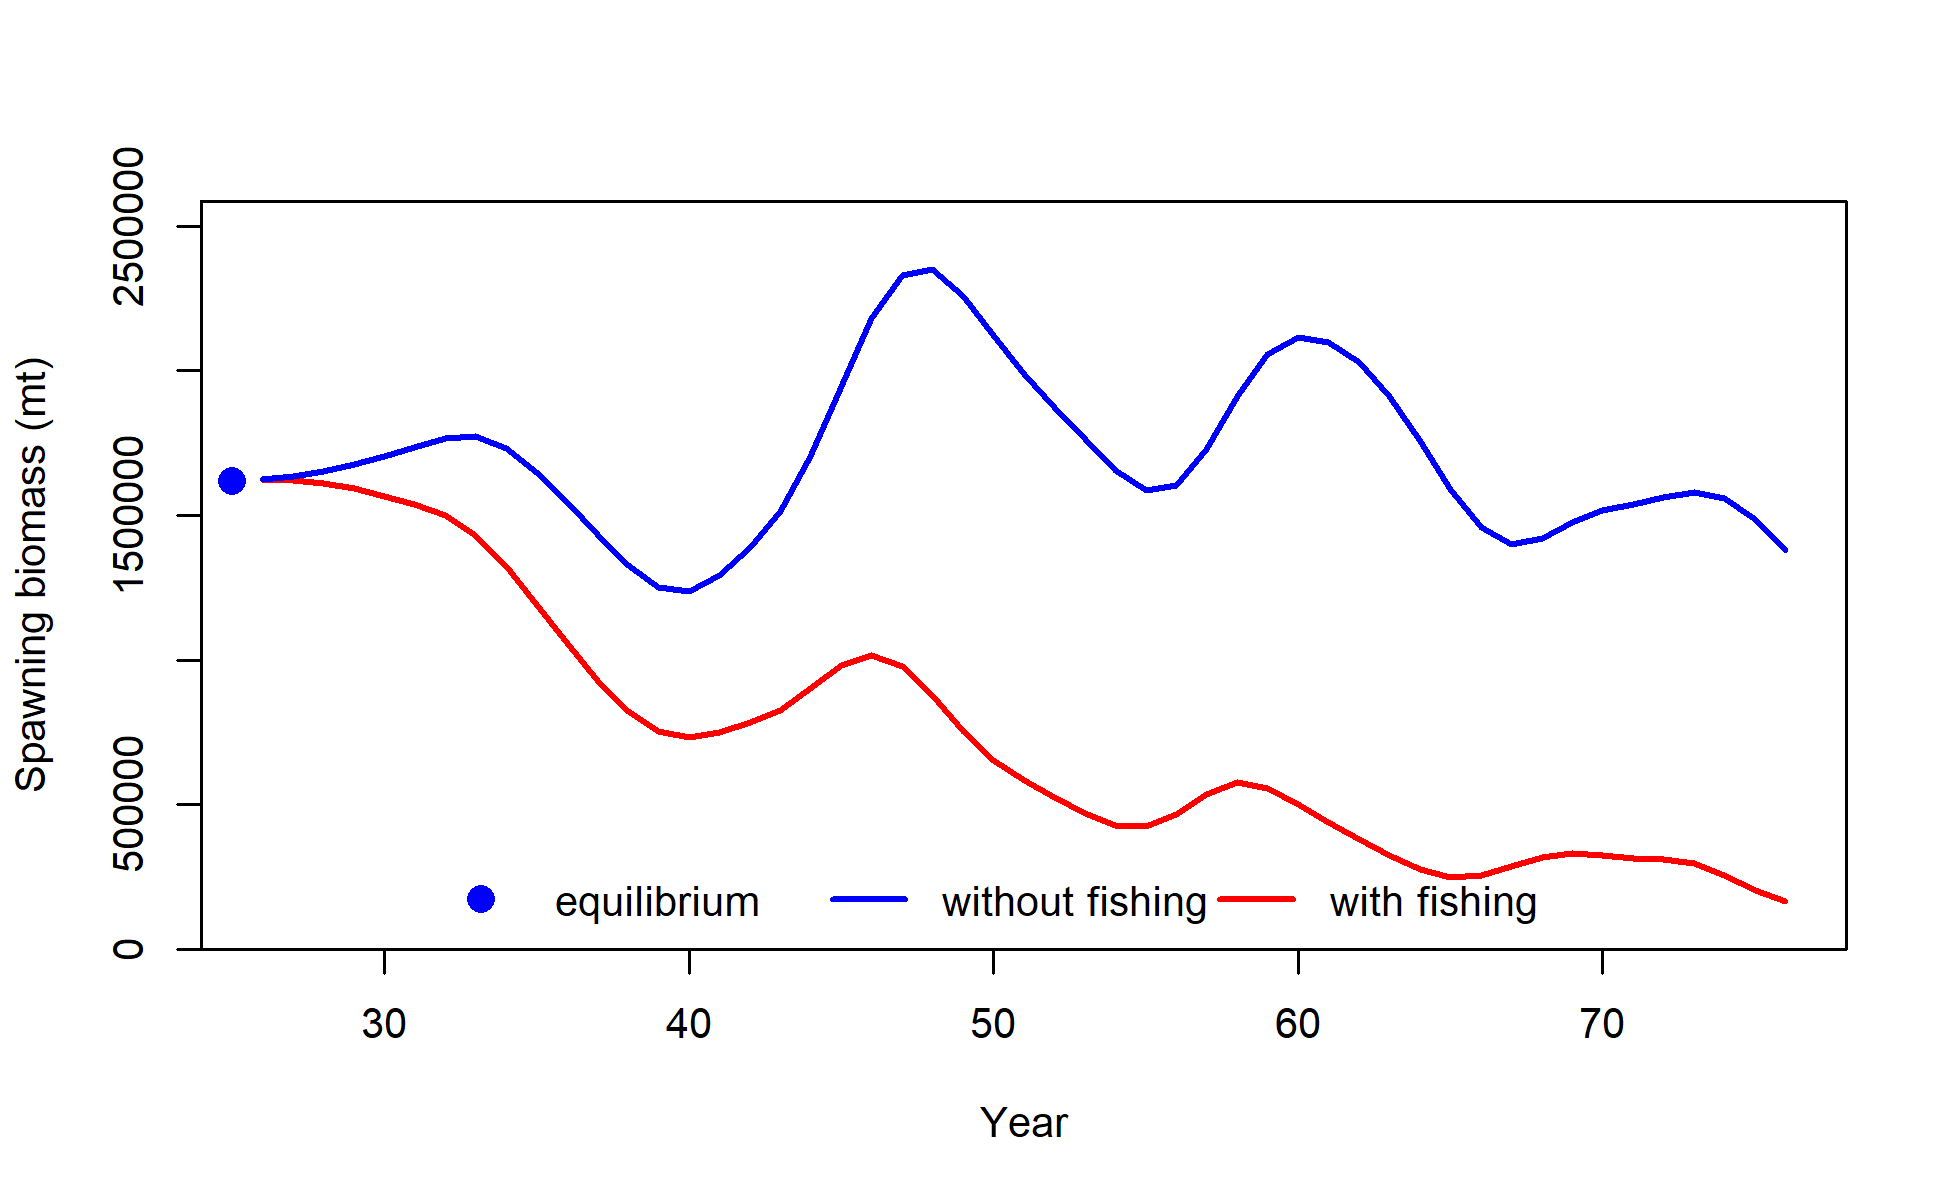 Spawning biomass (mt)
2500000
1500000
500000
0
equilibrium without fishing with fishing
30 40 50 60 70
Year